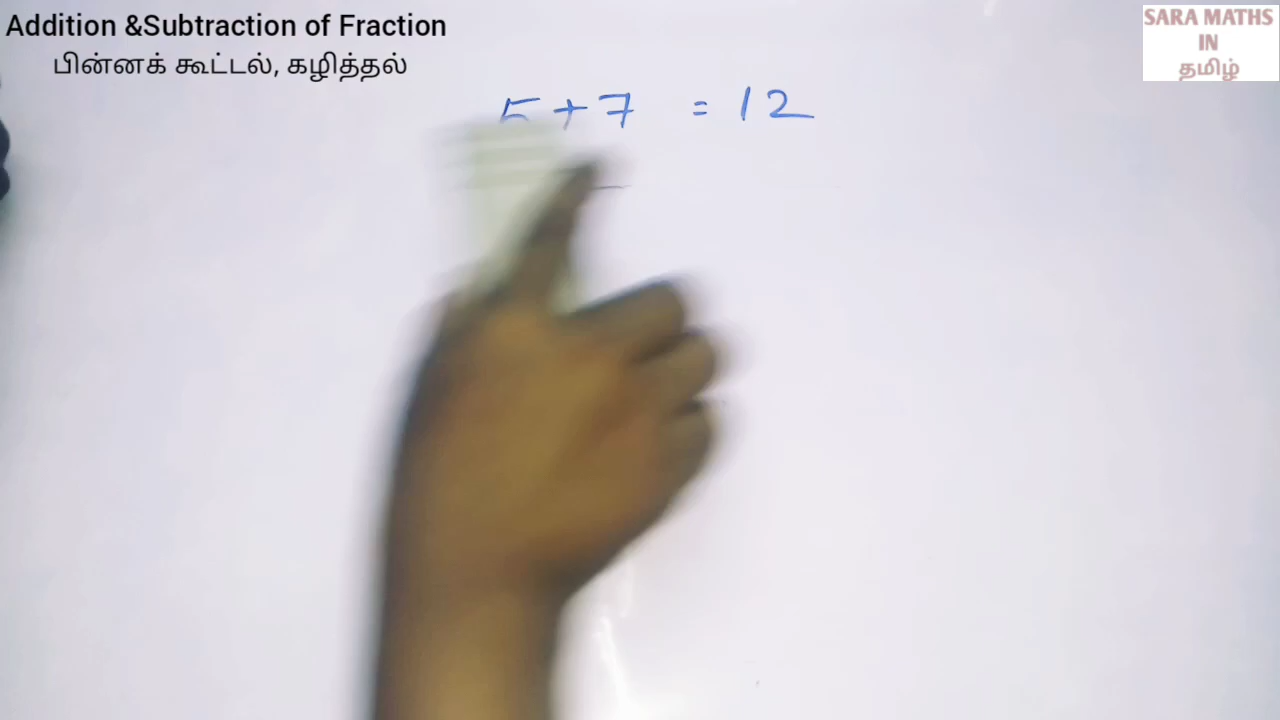 Addition &Subtraction of Fraction
பின்னக் கூட்டல், கழித்தல்
SARA MATHS
IN
தமிழ்
5+7 = 12